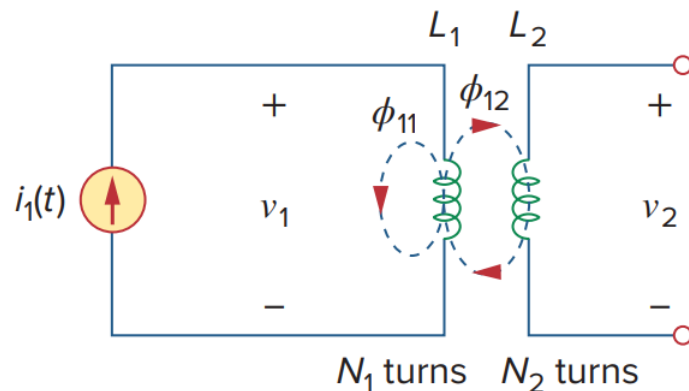 L₁ L₂
+ ϕ₁₁ ϕ₁₂ +
i₁(t) v₁ v₂
− −
N₁ turns N₂ turns